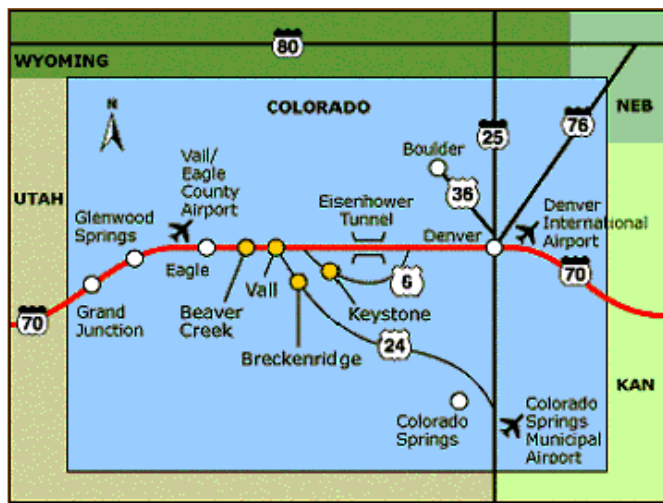 80
WYOMING
COLORADO
N
25
76
NEB
Boulder
36
Vail/
Eagle
County
Airport
UTAH
Glenwood
Springs
Eisenhower
Tunnel
Denver
Denver
International
Airport
Eagle
70
6
Vail
Keystone
Beaver
Creek
70
Grand
Junction
Breckenridge
24
KAN
Colorado
Springs
Colorado
Springs
Municipal
Airport